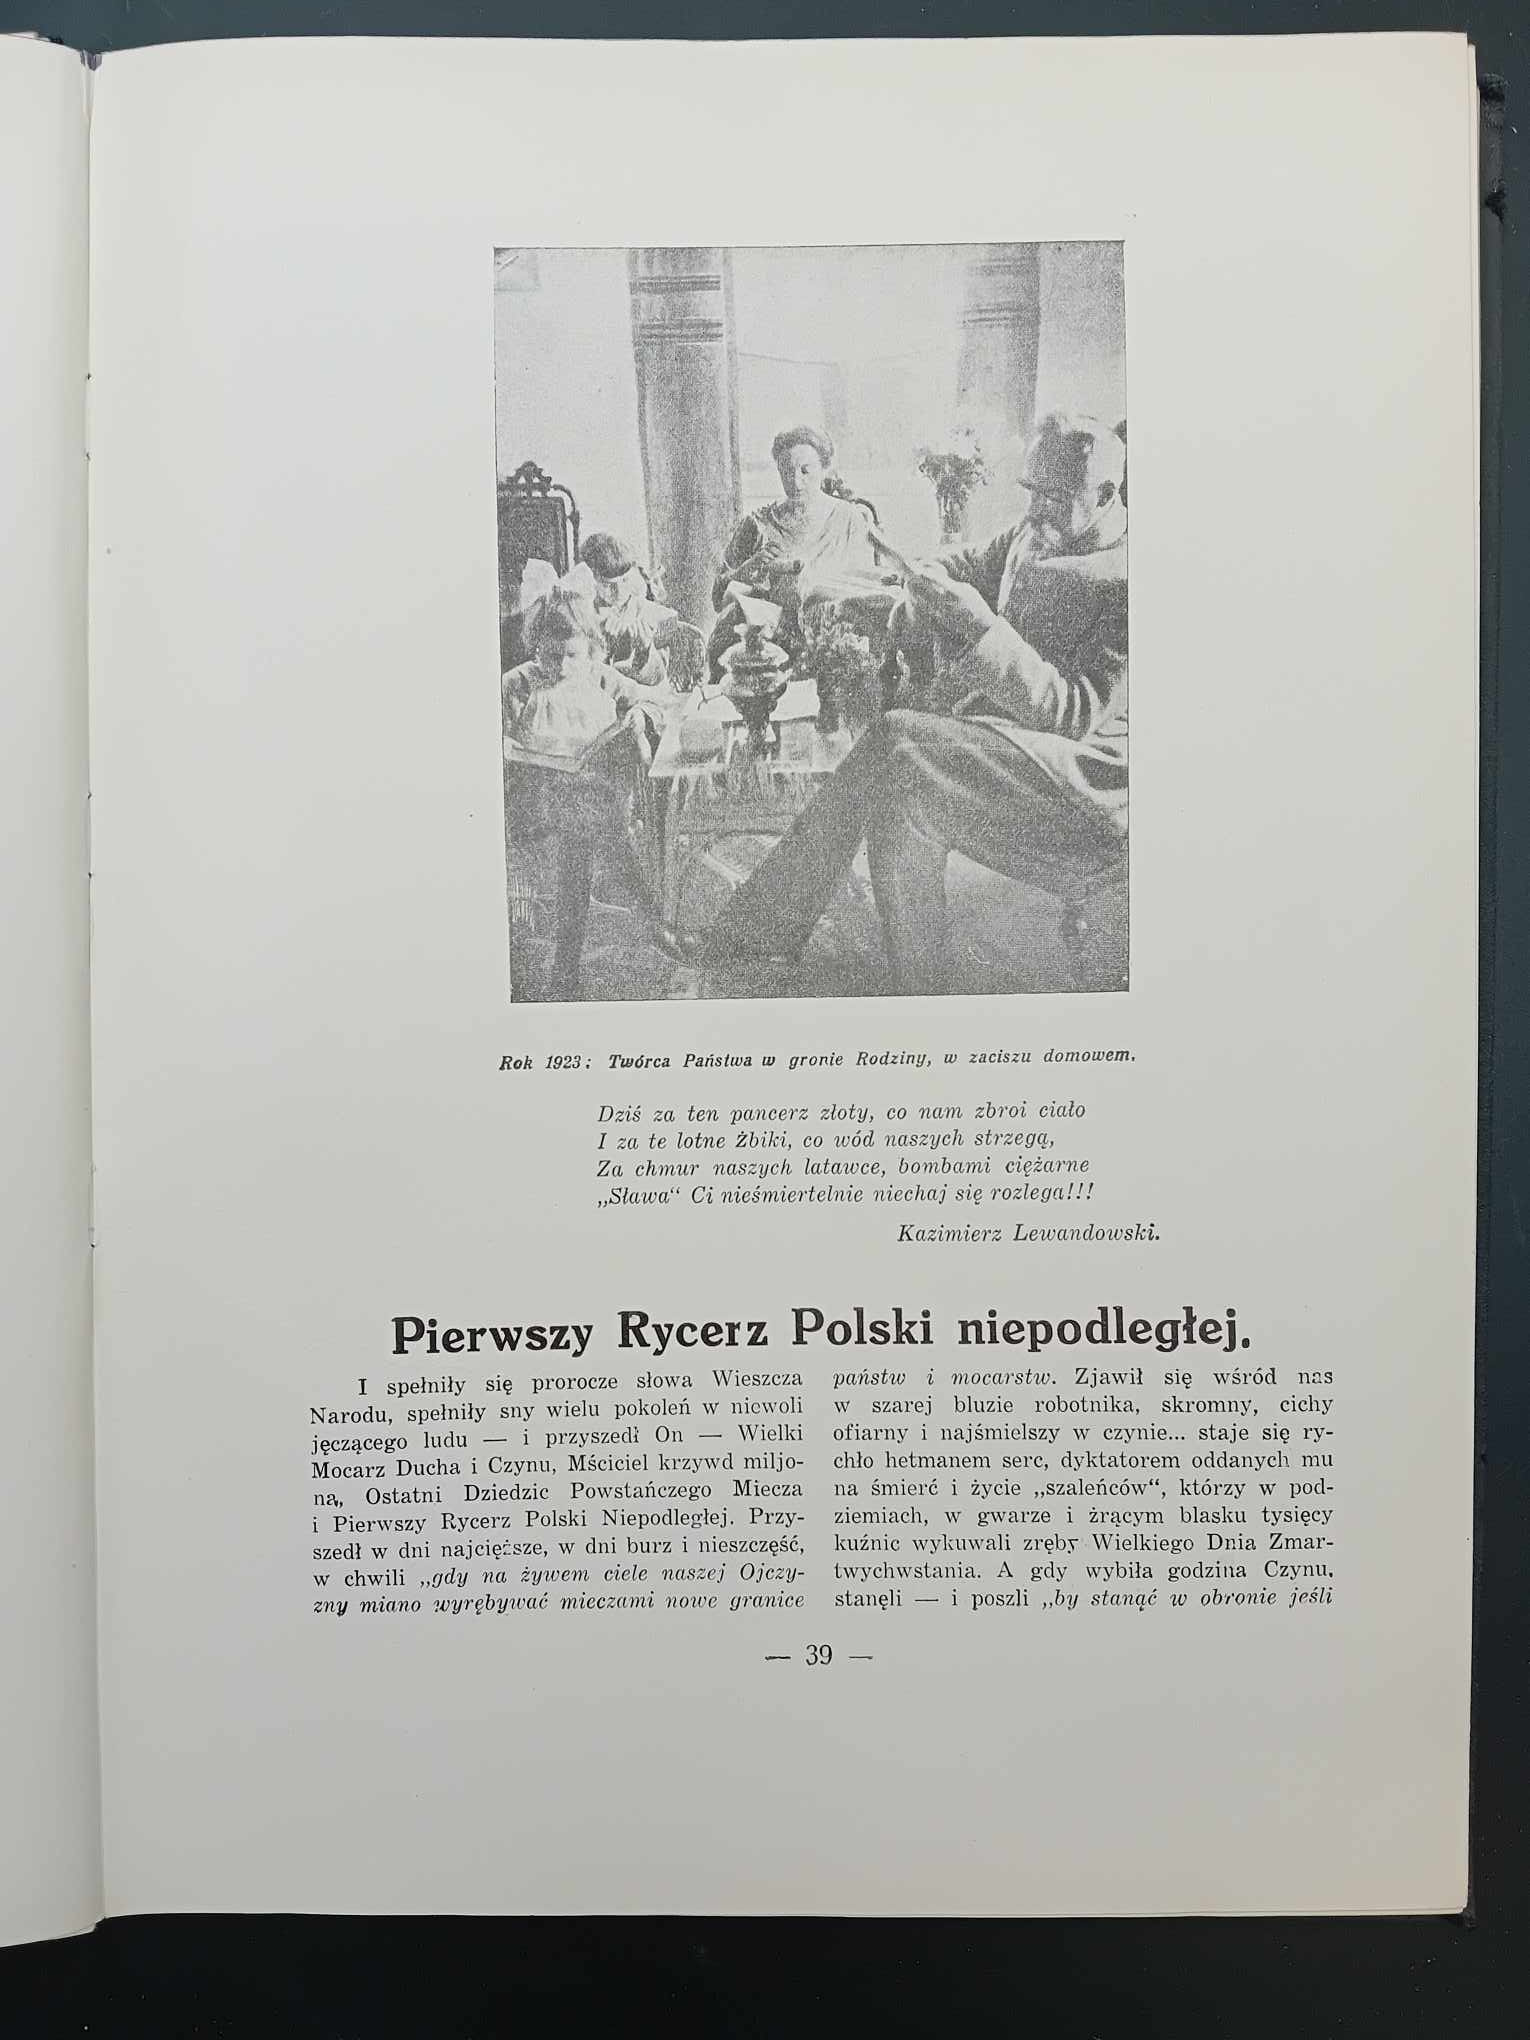 Rok 1923: Twórca Państwa w gronie Rodziny, w zaciszu domowem.
Dziś za ten pancerz złoty, co nam zbroi ciało
I za te lotne Żbiki, co wód naszych strzegą,
Za chmur naszych latawce, bombami ciężarne
„Sława“ Ci nieśmiertelnie niechaj się rozlega!!!
Kazimierz Lewandowski.
Pierwszy Rycerz Polski niepodległej.
I spełniły się prorocze słowa Wieszcza
Narodu, spełniły sny wielu pokoleń w niewoli
jęczącego ludu — i przyszedł On — Wielki
Mocarz Ducha i Czynu, Mściciel krzywd miljo-
na, Ostatni Dziedzic Powstańczego Miecza
i Pierwszy Rycerz Polski Niepodległej. Przy-
szedł w dni najcięższe, w dni burz i nieszczęść,
w chwili „gdy na żywem ciele naszej Ojczy-
zny miano wyrębywać mieczami nowe granice
państw i mocarstw. Zjawił się wśród nas
w szarej bluzie robotnika, skromny, cichy
ofiarny i najśmielszy w czynie... staje się ry-
chło hetmanem serc, dyktatorem oddanych mu
na śmierć i życie „szaleńców“, którzy w pod-
ziemiach, w gwarze i żrącym blasku tysięcy
kuźnic wykuwali zręby Wielkiego Dnia Zmar-
twychwstania. A gdy wybiła godzina Czynu,
stanęli — i poszli „by stanąć w obronie jeśli
— 39 —